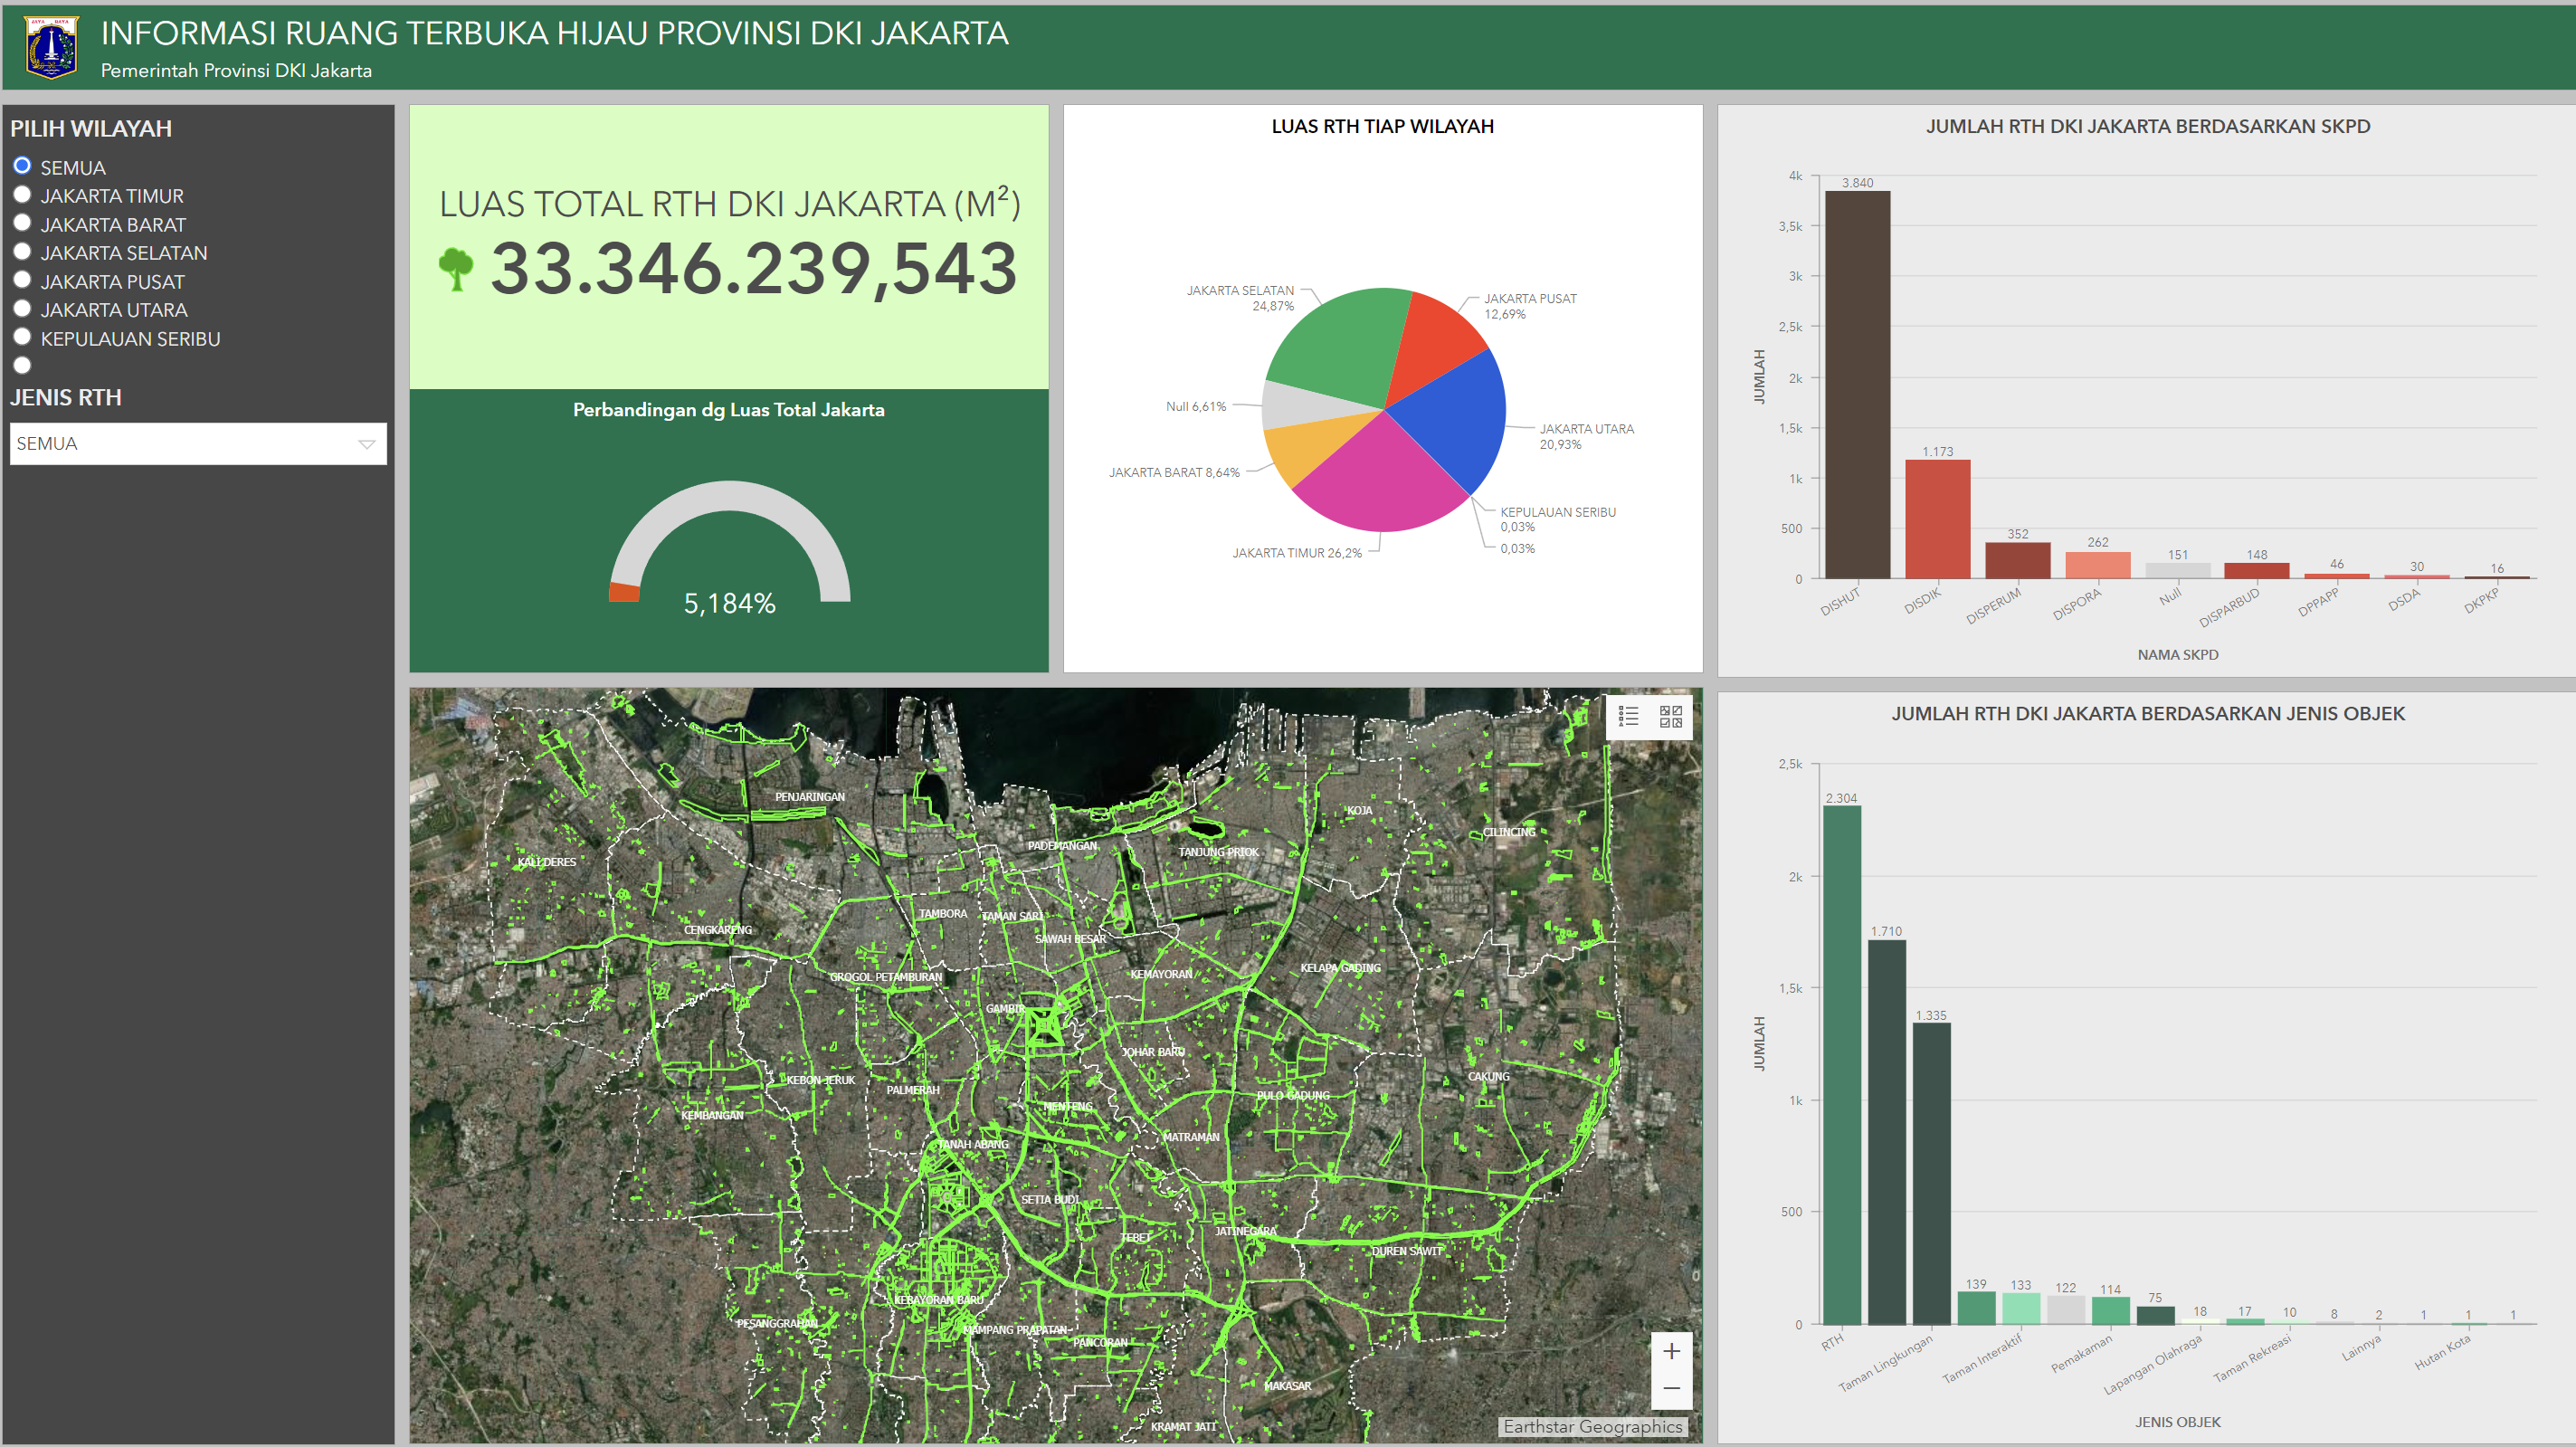 INFORMASI RUANG TERBUKA HIJAU PROVINSI DKI JAKARTA
Pemerintah Provinsi DKI Jakarta
PILIH WILAYAH
SEMUA
JAKARTA TIMUR
JAKARTA BARAT
JAKARTA SELATAN
JAKARTA PUSAT
JAKARTA UTARA
KEPULAUAN SERIBU
JENIS RTH
SEMUA
LUAS TOTAL RTH DKI JAKARTA (M²)
33.346.239,543
Perbandingan dg Luas Total Jakarta
5,184%
LUAS RTH TIAP WILAYAH
JAKARTA SELATAN
24,87%
JAKARTA PUSAT
12,69%
Null 6,61%
JAKARTA UTARA
20,93%
JAKARTA BARAT 8,64%
KEPULAUAN SERIBU
0,03%
0,03%
JAKARTA TIMUR 26,2%
JUMLAH RTH DKI JAKARTA BERDASARKAN SKPD
JUMLAH
4k
3,5k
3k
2,5k
2k
1,5k
1k
500
0
3.840
1.173
352
262
151
148
46
30
16
DISHUT
DISDIK
DISPERUM
DISPORA
Null
DISPARBUD
DPPAPP
DSDA
DKPKP
NAMA SKPD
PENJARINGAN
KOJA
CILINCING
PADEMANGAN
TANJUNG PRIOK
KALI DERES
TAMBORA
TAMAN SARI
CENGKARENG
SAWAH BESAR
KELAPA GADING
GROGOL PETAMBURAN
KEMAYORAN
GAMBIR
JOHAR BARU
KEBON JERUK
CAKUNG
PALMERAH
PULO GADUNG
MENTENG
KEMBANGAN
MATRAMAN
TANAH ABANG
SETIA BUDI
JATINEGARA
TEBET
DUREN SAWIT
KEBAYORAN BARU
PESANGGRAHAN
MAMPANG PRAPATAN
PANCORAN
MAKASAR
KRAMAT JATI
Earthstar Geographics
JUMLAH RTH DKI JAKARTA BERDASARKAN JENIS OBJEK
JUMLAH
2,5k
2k
1,5k
1k
500
0
2.304
1.710
1.335
139
133
122
114
75
18
17
10
8
2
1
1
1
RTH
Taman Lingkungan
Taman Interaktif
Pemakaman
Lapangan Olahraga
Taman Rekreasi
Lainnya
Hutan Kota
JENIS OBJEK